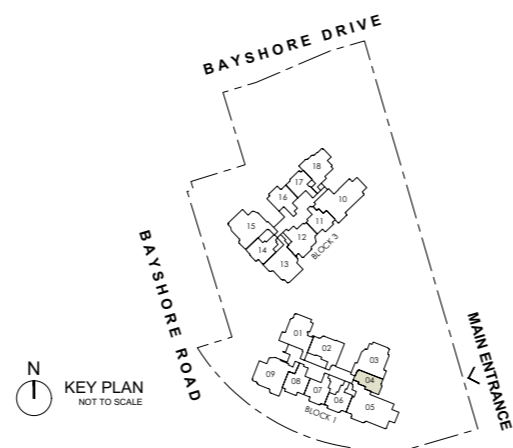 BAYSHORE DRIVE
18
17
16
10
15
11
12
14
13
BLOCK 3
BAYSHORE ROAD
01
02
03
09
08
07
06
04
05
BLOCK 1
MAIN ENTRANCE
N
KEY PLAN
NOT TO SCALE